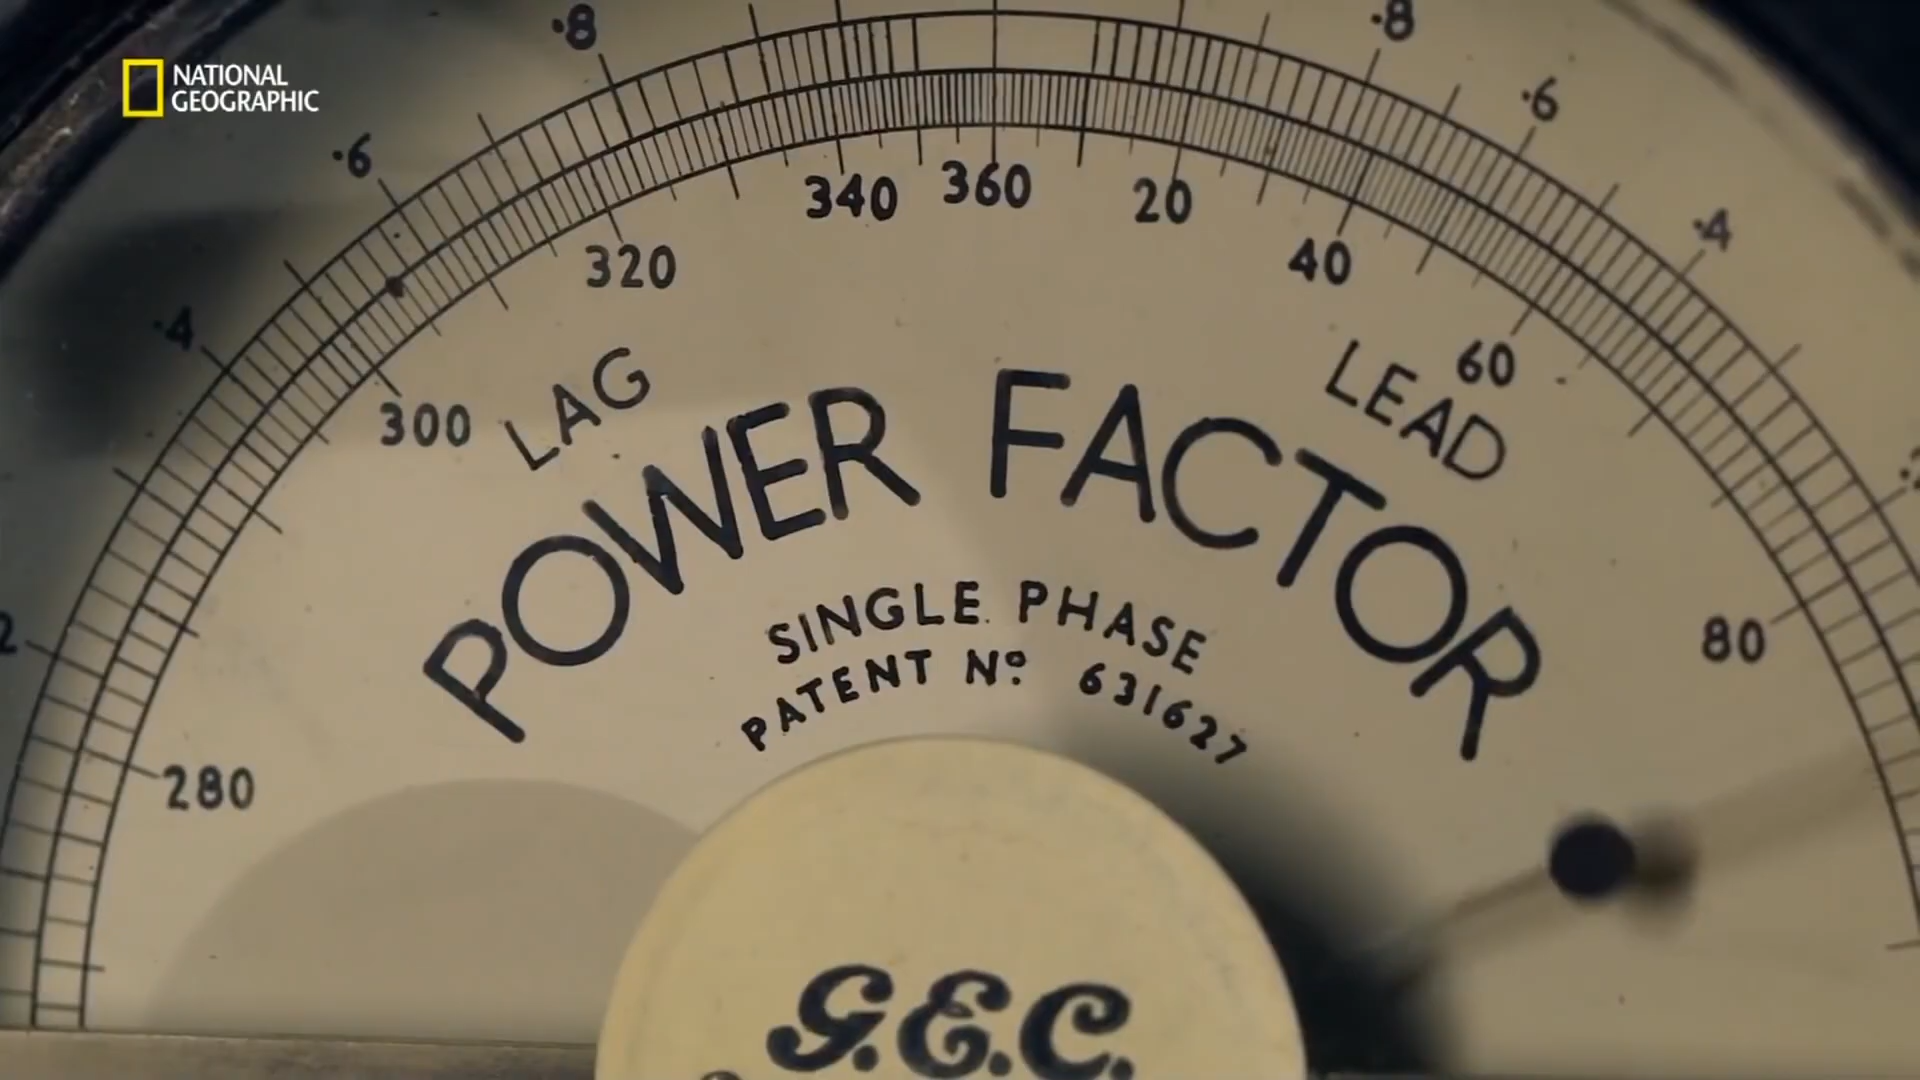 NATIONAL
GEOGRAPHIC
.8
.8
.6
.6
.4
.4
340 360 20
320
40
300
60
LAG
LEAD
POWER FACTOR
SINGLE PHASE
PATENT Nº 631627
280
80
G.E.C.